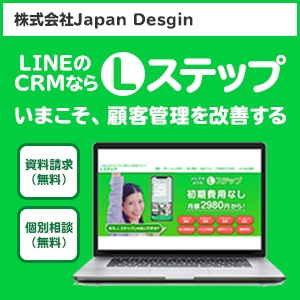 株式会社Japan Desgin
LINEの
CRMなら
Lステップ
いまこそ、顧客管理を改善する
資料請求
（無料）
個別相談
（無料）
Lステップ
初期費用なし
月額2980円から!